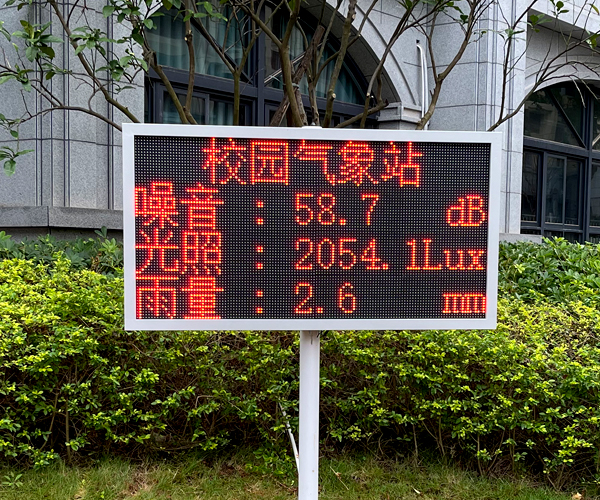 校园气象站
噪音 : 58.7 dB
光照 : 2054.1Lux
雨量 : 2.6 mm